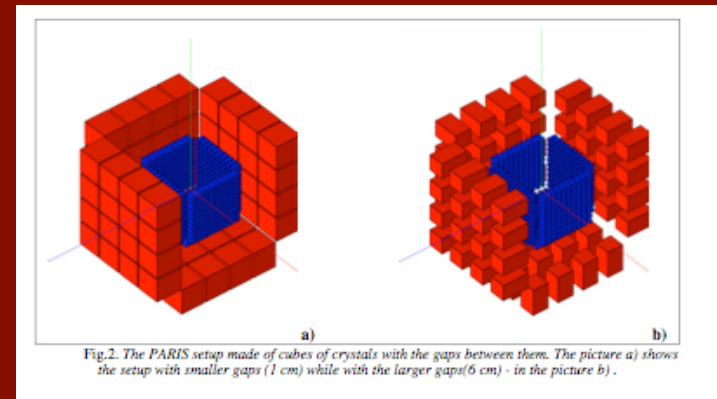 a)
b)
Fig.2. The PARIS setup made of cubes of crystals with the gaps between them. The picture a) shows
the setup with smaller gaps (1 cm) while with the larger gaps(6 cm) - in the picture b) .